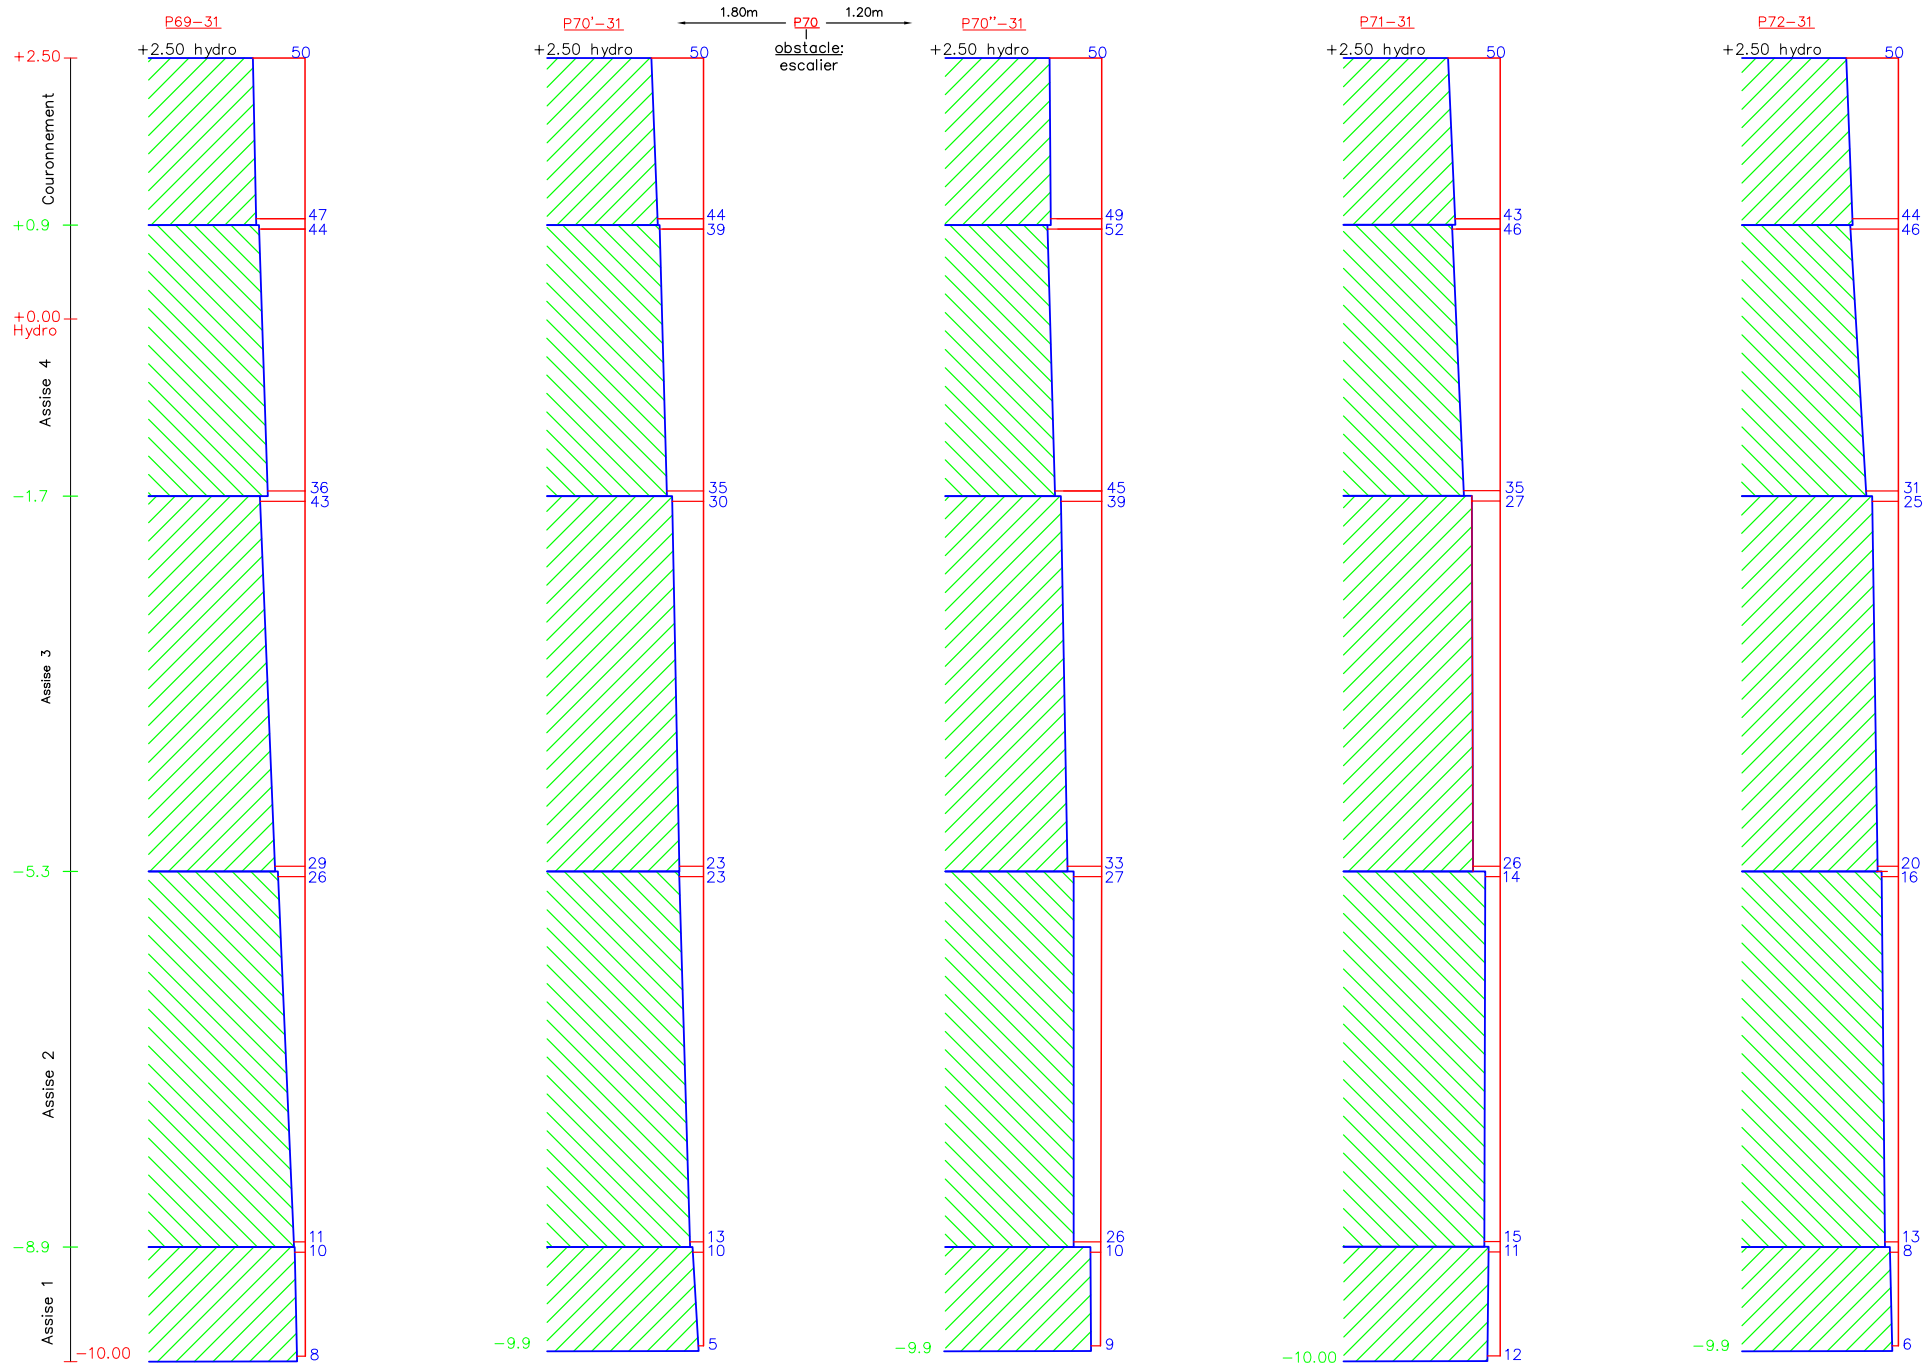 P69-31
P70'-31
1.80m
P70
1.20m
P70''-31
P71-31
P72-31
obstacle:
escalier
+2.50 hydro 50
+2.50 hydro 50
+2.50 hydro 50
+2.50 hydro 50
+2.50 hydro 50
+2.50
Couronnement
+0.9
+0.00
Hydro
Assise 4
-1.7
Assise 3
-5.3
Assise 2
-8.9
Assise 1
-10.00
47
44
36
43
29
26
11
10
8
44
39
35
30
23
23
13
10
-9.9
5
49
52
45
39
33
27
26
10
-9.9
9
43
46
35
27
26
14
15
11
-10.00
12
44
46
31
25
20
16
13
8
-9.9
6